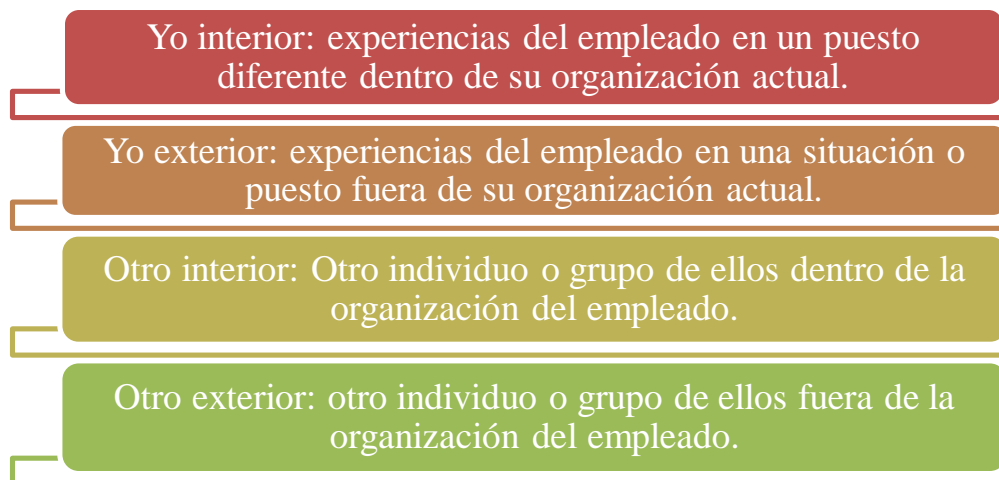 Yo interior: experiencias del empleado en un puesto
diferente dentro de su organización actual.
Yo exterior: experiencias del empleado en una situación o
puesto fuera de su organización actual.
Otro interior: Otro individuo o grupo de ellos dentro de la
organización del empleado.
Otro exterior: otro individuo o grupo de ellos fuera de la
organización del empleado.